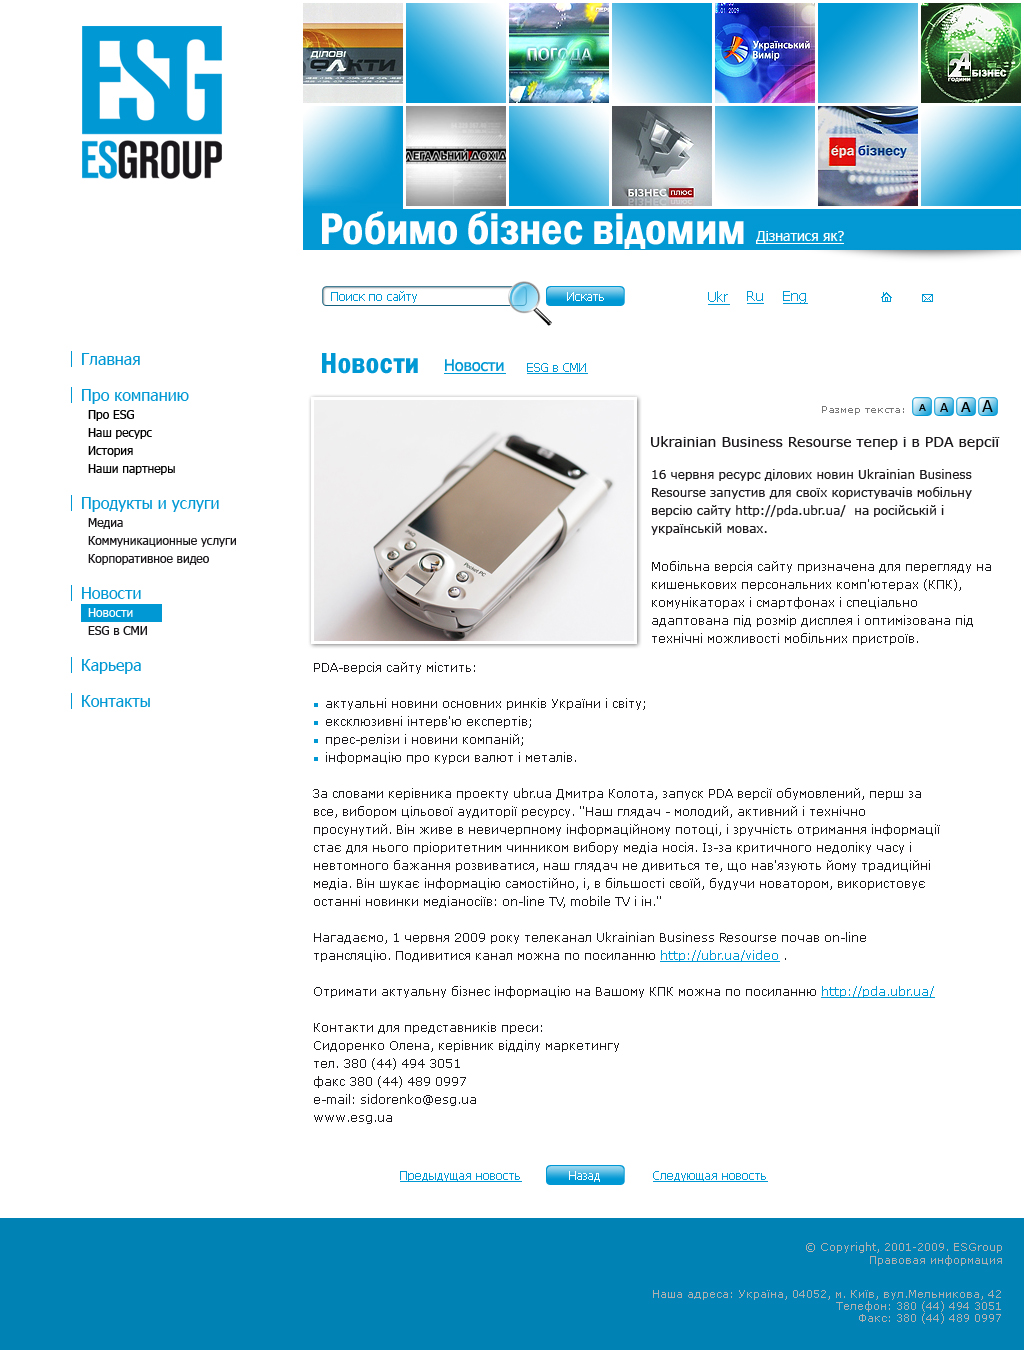 ESG
ESGROUP
ДІЛОВІ
ФАКТИ
ПОГОДА
01 2009
Український
Вимір
24
ГОДИНИ
БІЗНЕС
ЛЕГАЛЬНИЙ ДОХІД
БІЗНЕС плюс
éра бізнесу
Робимо бізнес відомим Дізнатися як?
Поиск по сайту Искать Ukr Ru Eng
Главная
Про компанию
Про ESG
Наш ресурс
История
Наши партнеры
Продукты и услуги
Медиа
Коммуникационные услуги
Корпоративное видео
Новости
Новости
ESG в СМИ
Карьера
Контакты
Новости Новости ESG в СМИ
Размер текста: A A A A
Pocket PC
Ukrainian Business Resourse тепер і в PDA версії
16 червня ресурс ділових новин Ukrainian Business
Resourse запустив для своїх користувачів мобільну
версію сайту http://pda.ubr.ua/ на російській і
українській мовах.
Мобільна версія сайту призначена для перегляду на
кишенькових персональних комп'ютерах (КПК),
комунікаторах і смартфонах і спеціально
адаптована під розмір дисплея і оптимізована під
технічні можливості мобільних пристроїв.
PDA-версія сайту містить:
актуальні новини основних ринків України і світу;
ексклюзивні інтерв'ю експертів;
прес-релізи і новини компаній;
інформацію про курси валют і металів.
За словами керівника проекту ubr.ua Дмитра Колота, запуск PDA версії обумовлений, перш за
все, вибором цільової аудиторії ресурсу. "Наш глядач - молодий, активний і технічно
просунутий. Він живе в невичерпному інформаційному потоці, і зручність отримання інформації
стає для нього пріоритетним чинником вибору медіа носія. Із-за критичного недоліку часу і
невтомного бажання розвиватися, наш глядач не дивиться те, що нав'язують йому традиційні
медіа. Він шукає інформацію самостійно, і, в більшості своїй, будучи новатором, використовує
останні новинки медіаносіїв: on-line TV, mobile TV і ін."
Нагадаємо, 1 червня 2009 року телеканал Ukrainian Business Resourse почав on-line
трансляцію. Подивитися канал можна по посиланню http://ubr.ua/video .
Отримати актуальну бізнес інформацію на Вашому КПК можна по посиланню http://pda.ubr.ua/
Контакти для представників преси:
Сидоренко Олена, керівник відділу маркетингу
тел. 380 (44) 494 3051
факс 380 (44) 489 0997
e-mail: sidorenko@esg.ua
www.esg.ua
Предыдущая новость Назад Следующая новость
© Copyright, 2001-2009. ESGroup
Правовая информация
Наша адреса: Україна, 04052, м. Київ, вул.Мельникова, 42
Телефон: 380 (44) 494 3051
Факс: 380 (44) 489 0997